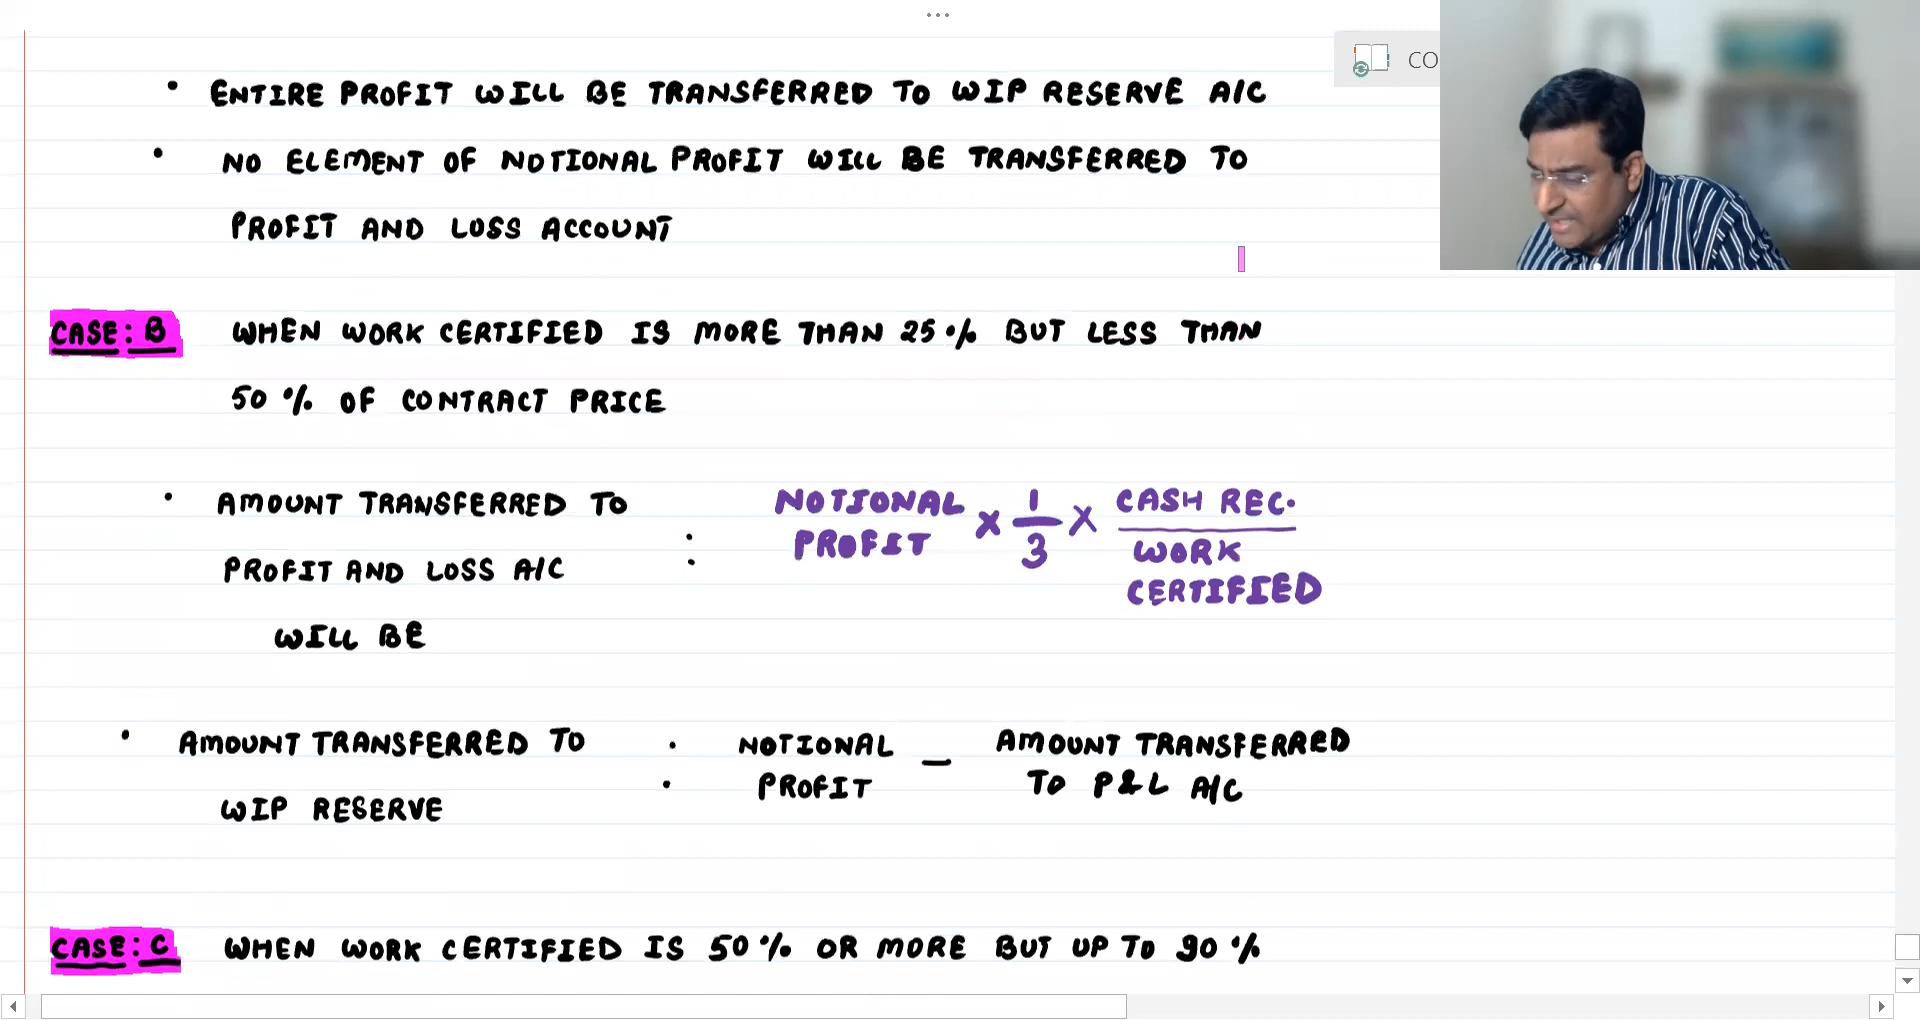 • ENTIRE PROFIT WILL BE TRANSFERRED TO WIP RESERVE A/C
• NO ELEMENT OF NOTIONAL PROFIT WILL BE TRANSFERRED TO
PROFIT AND LOSS ACCOUNT
CO
CASE: B WHEN WORK CERTIFIED IS MORE THAN 25% BUT LESS THAN
50% OF CONTRACT PRICE
• AMOUNT TRANSFERRED TO
PROFIT AND LOSS A/C
WILL BE
:
NOTIONAL
PROFIT
× 1/3 ×
CASH REC.
WORK
CERTIFIED
• AMOUNT TRANSFERRED TO
WIP RESERVE
:
NOTIONAL
PROFIT
–
AMOUNT TRANSFERRED
TO P&L A/C
CASE: C WHEN WORK CERTIFIED IS 50% OR MORE BUT UP TO 90%